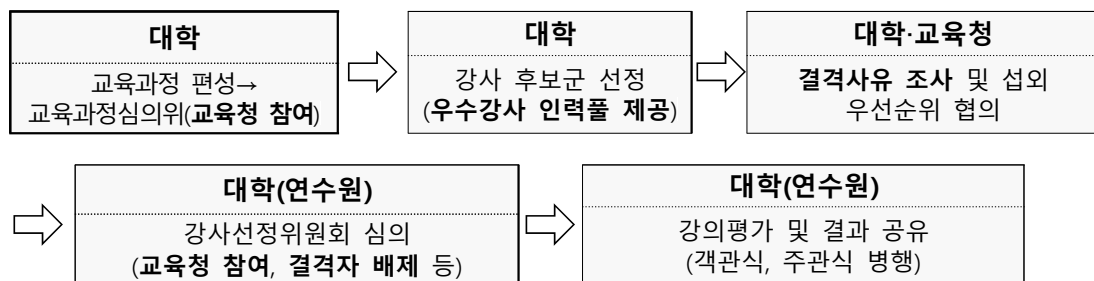 대학
교육과정 편성→
교육과정심의위(교육청 참여)
대학
강사 후보군 선정
(우수강사 인력풀 제공)
대학·교육청
결격사유 조사 및 섭외
우선순위 협의
대학(연수원)
강사선정위원회 심의
(교육청 참여, 결격자 배제 등)
대학(연수원)
강의평가 및 결과 공유
(객관식, 주관식 병행)